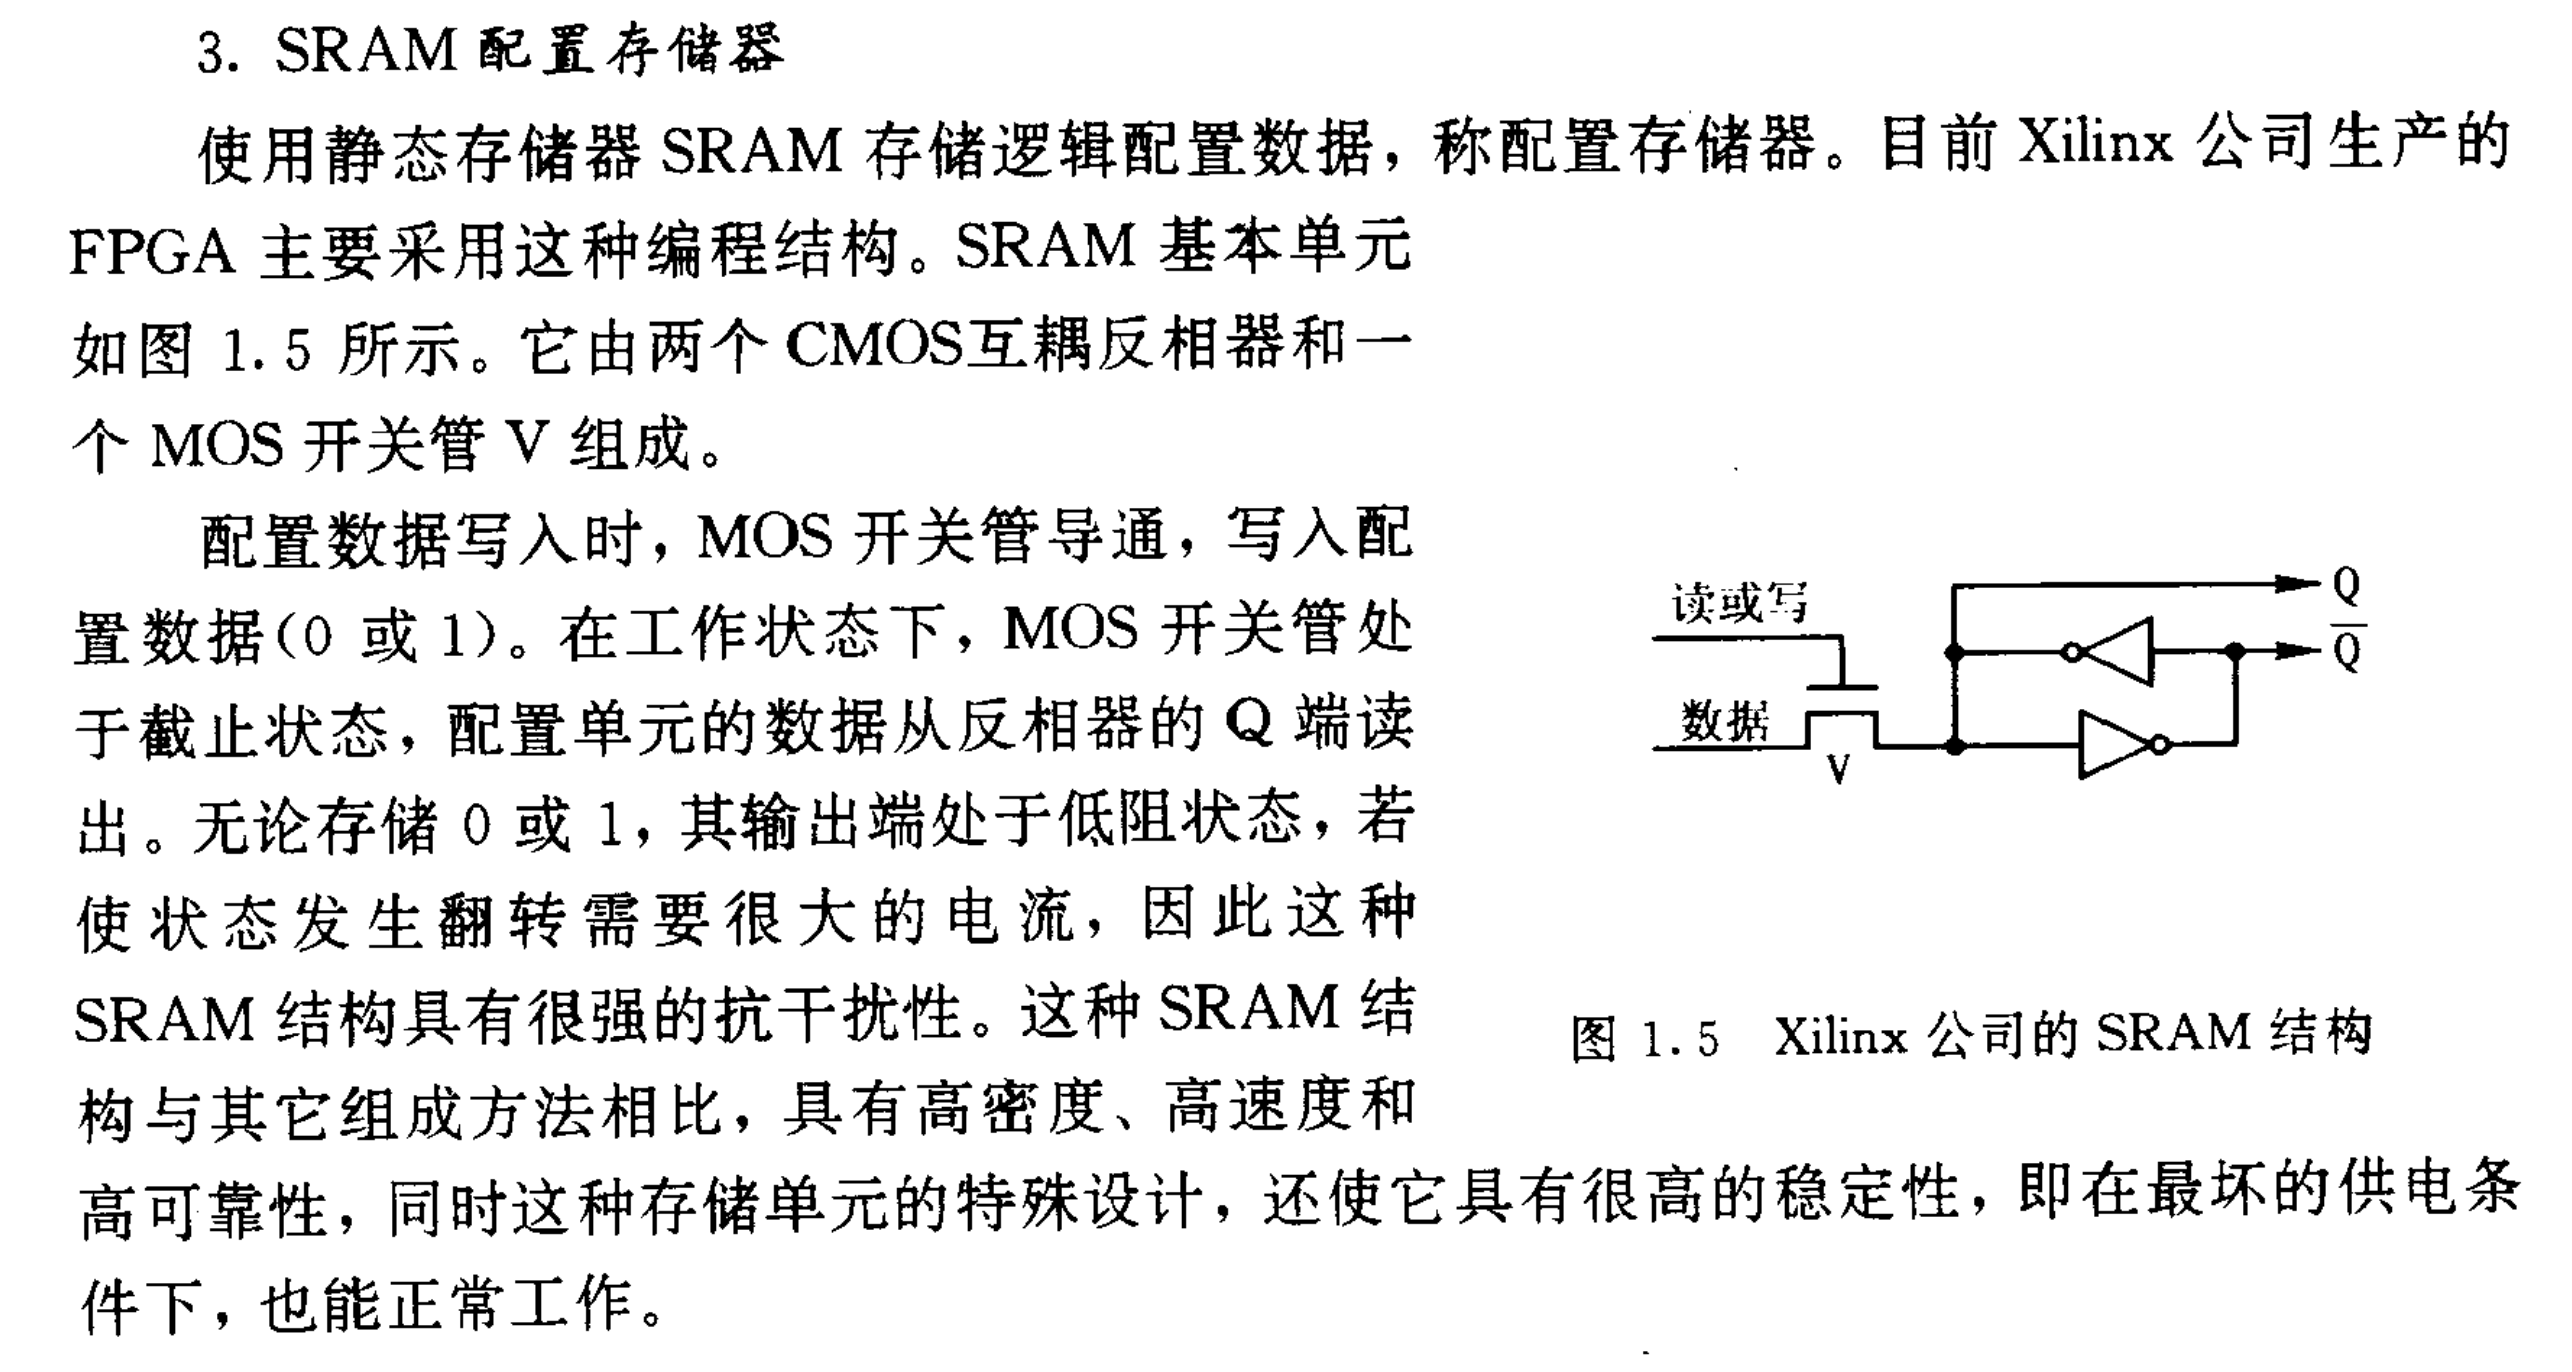 3. SRAM 配置存储器
使用静态存储器 SRAM 存储逻辑配置数据，称配置存储器。目前 Xilinx 公司生产的
FPGA 主要采用这种编程结构。SRAM 基本单元
如图 1.5 所示。它由两个 CMOS互耦反相器和一
个 MOS 开关管 V 组成。
配置数据写入时，MOS 开关管导通，写入配
置数据(0 或 1)。在工作状态下，MOS 开关管处
于截止状态，配置单元的数据从反相器的 Q 端读
出。无论存储 0 或 1，其输出端处于低阻状态，若
使状态发生翻转需要很大的电流，因此这种
SRAM 结构具有很强的抗干扰性。这种 SRAM 结
构与其它组成方法相比，具有高密度、高速度和
高可靠性，同时这种存储单元的特殊设计，还使它具有很高的稳定性，即在最坏的供电条
件下，也能正常工作。
读或写
数据
V
Q
Q̅
图 1.5 Xilinx 公司的 SRAM 结构